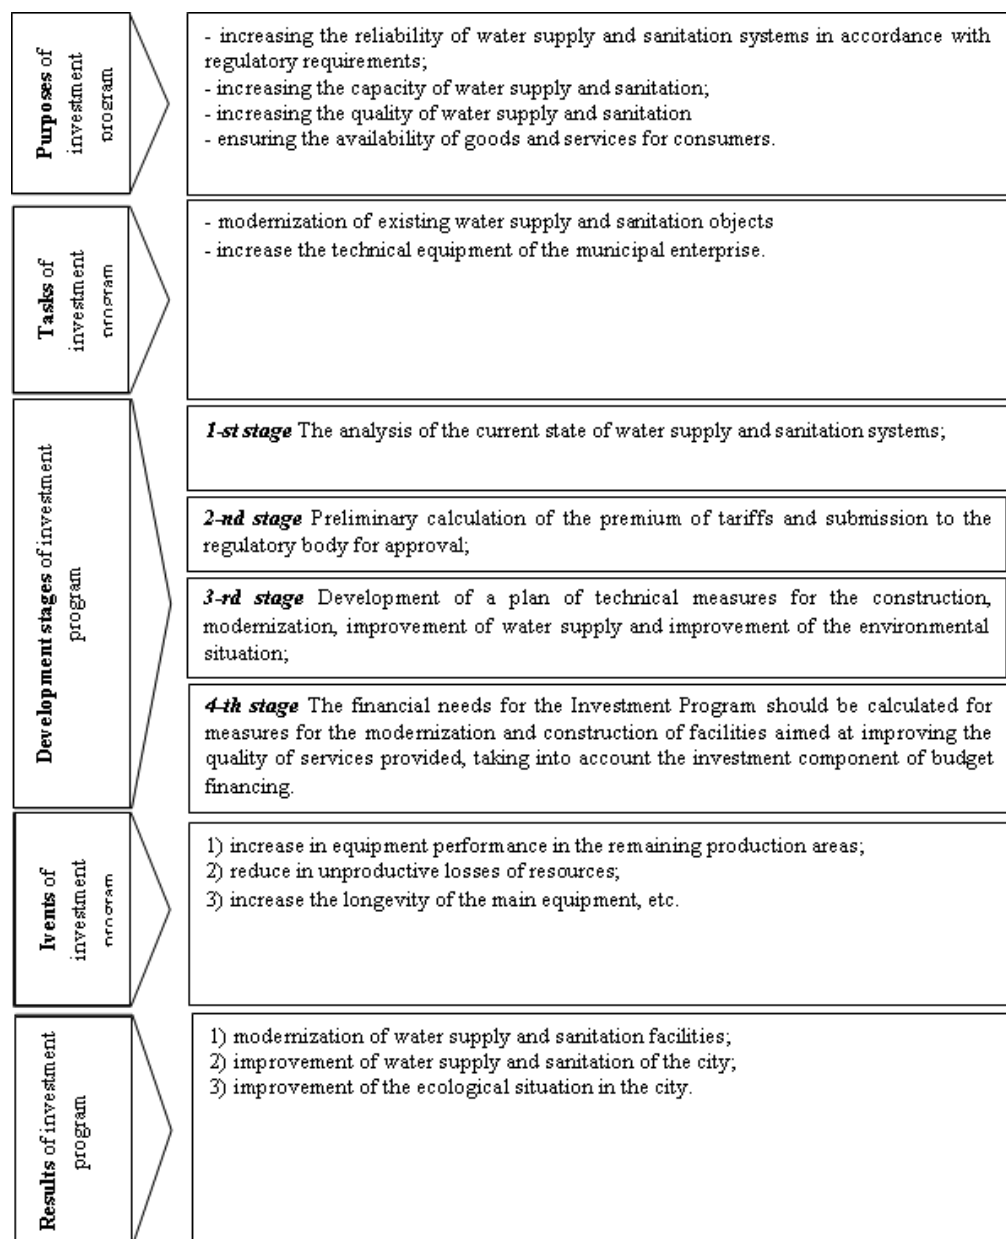 Purposes of
investment
program
- increasing the reliability of water supply and sanitation systems in accordance with
regulatory requirements;
- increasing the capacity of water supply and sanitation;
- increasing the quality of water supply and sanitation
- ensuring the availability of goods and services for consumers.
Tasks of
investment
program
- modernization of existing water supply and sanitation objects
- increase the technical equipment of the municipal enterprise.
Development stages of investment
program
1-st stage The analysis of the current state of water supply and sanitation systems;
2-nd stage Preliminary calculation of the premium of tariffs and submission to the
regulatory body for approval;
3-rd stage Development of a plan of technical measures for the construction,
modernization, improvement of water supply and improvement of the environmental
situation;
4-th stage The financial needs for the Investment Program should be calculated for
measures for the modernization and construction of facilities aimed at improving the
quality of services provided, taking into account the investment component of budget
financing.
Ivents of
investment
program
1) increase in equipment performance in the remaining production areas;
2) reduce in unproductive losses of resources;
3) increase the longevity of the main equipment, etc.
Results of investment
program
1) modernization of water supply and sanitation facilities;
2) improvement of water supply and sanitation of the city;
3) improvement of the ecological situation in the city.